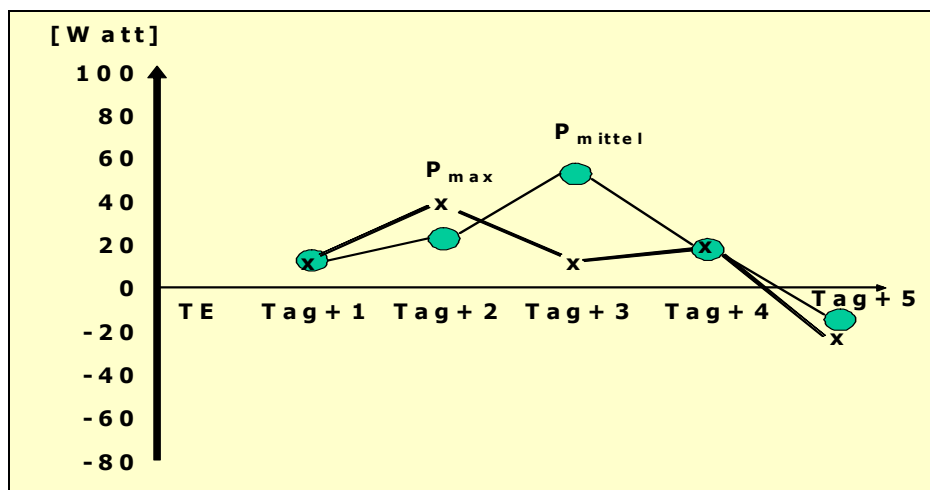 [Watt]
100
80
P mittel
60
P max
40
x
20
x
x
x
0
TE Tag+1 Tag+2 Tag+3 Tag+4 Tag+5
-20
x
-40
-60
-80